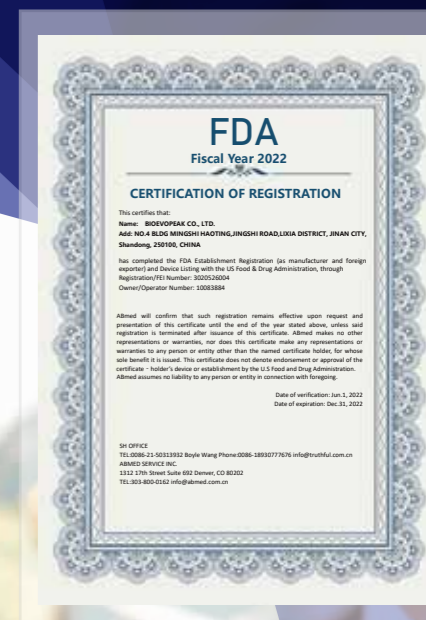 FDA
Fiscal Year 2022
CERTIFICATION OF REGISTRATION
This certifies that:
Name: BIOEVOPEAK CO., LTD.
Add: NO.4 BLDG MINGSHI HAOTING,JINGSHI ROAD,LIXIA DISTRICT, JINAN CITY,
Shandong, 250100, CHINA
has completed the FDA Establishment Registration (as manufacturer and foreign
exporter) and Device Listing with the US Food & Drug Administration, through
Registration/FEI Number: 3020526004
Owner/Operator Number: 10083884
ABmed will confirm that such registration remains effective upon request and
presentation of this certificate until the end of the year stated above, unless said
registration is terminated after issuance of this certificate. ABmed makes no other
representations or warranties, nor does this certificate make any representations or
warranties to any person or entity other than the named certificate holder, for whose
sole benefit it is issued. This certificate does not denote endorsement or approval of the
certificate - holder's device or establishment by the U.S Food and Drug Administration.
ABmed assumes no liability to any person or entity in connection with foregoing.
Date of verification: Jun.1, 2022
Date of expiration: Dec.31, 2022
SH OFFICE
TEL:0086-21-50313932 Boyle Wang Phone:0086-18930777676 info@truthful.com.cn
ABMED SERVICE INC.
1312 17th Street Suite 692 Denver, CO 80202
TEL:303-800-0162 info@abmed.com.cn